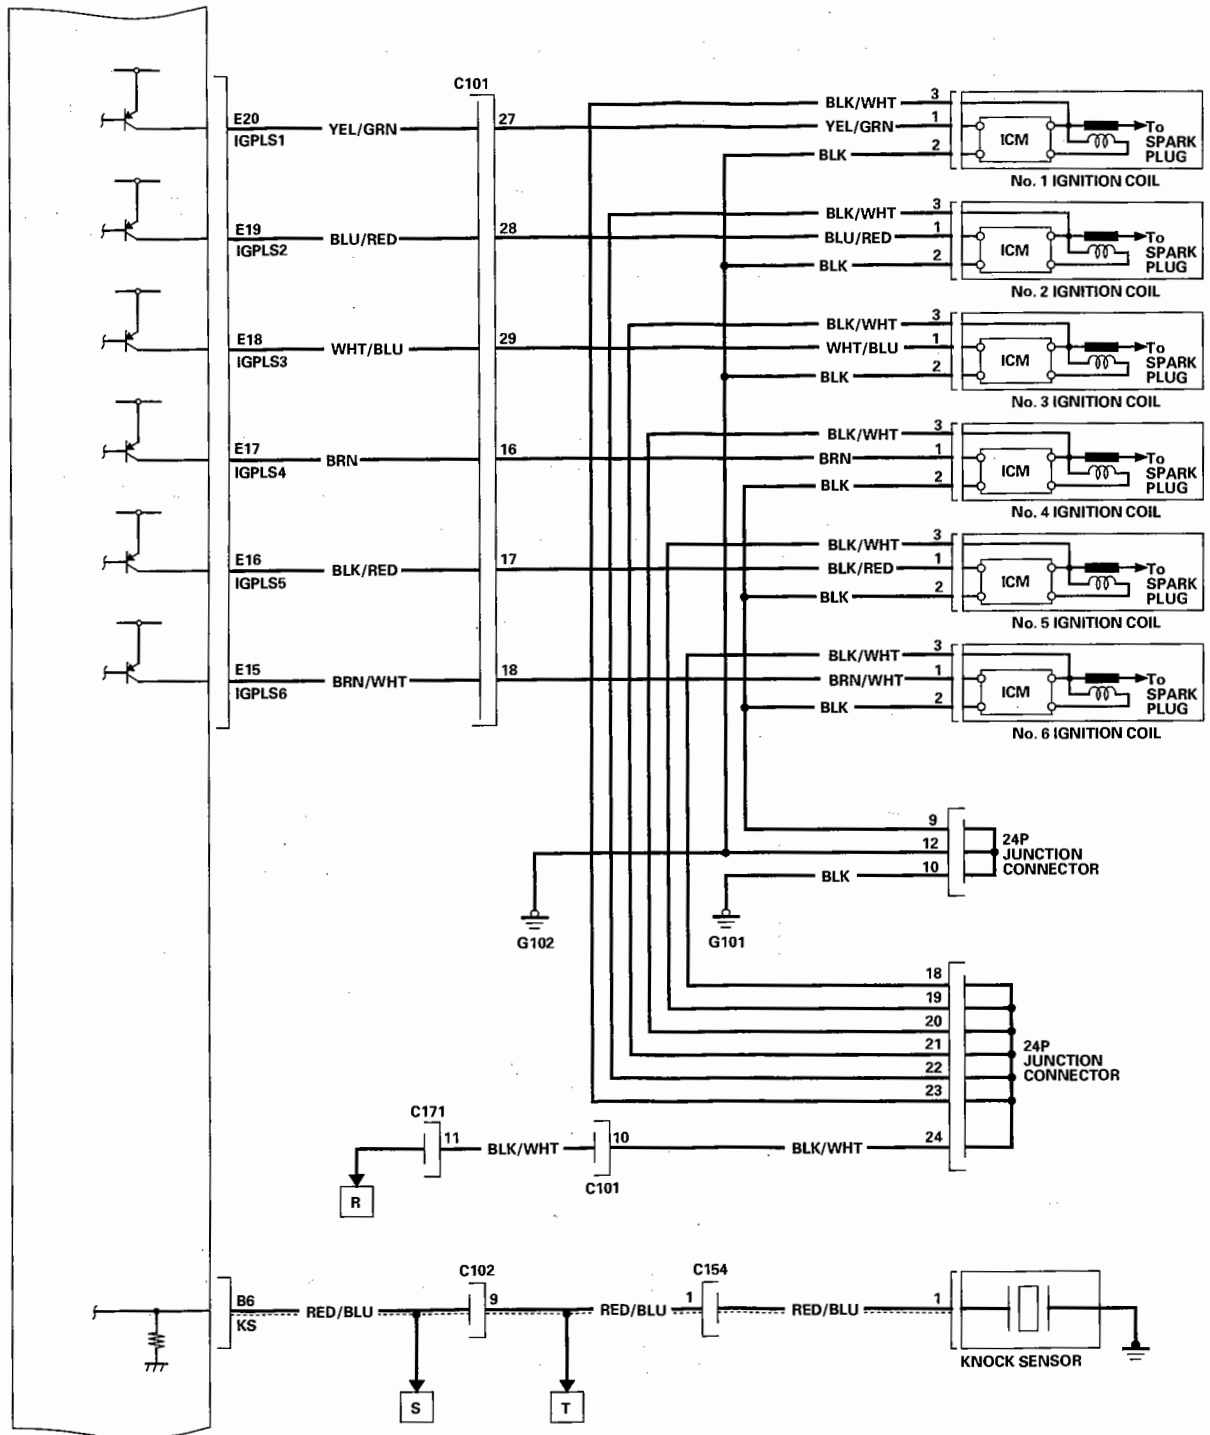 C101
E20
IGPLS1
YEL/GRN
27
BLK/WHT
3
YEL/GRN
1
BLK
2
ICM
To
SPARK
PLUG
No. 1 IGNITION COIL
E19
IGPLS2
BLU/RED
28
BLK/WHT
3
BLU/RED
1
BLK
2
ICM
To
SPARK
PLUG
No. 2 IGNITION COIL
E18
IGPLS3
WHT/BLU
29
BLK/WHT
3
WHT/BLU
1
BLK
2
ICM
To
SPARK
PLUG
No. 3 IGNITION COIL
E17
IGPLS4
BRN
16
BLK/WHT
3
BRN
1
BLK
2
ICM
To
SPARK
PLUG
No. 4 IGNITION COIL
E16
IGPLS5
BLK/RED
17
BLK/WHT
3
BLK/RED
1
BLK
2
ICM
To
SPARK
PLUG
No. 5 IGNITION COIL
E15
IGPLS6
BRN/WHT
18
BLK/WHT
3
BRN/WHT
1
BLK
2
ICM
To
SPARK
PLUG
No. 6 IGNITION COIL
9
12
BLK
10
24P
JUNCTION
CONNECTOR
G102
G101
18
19
20
21
22
23
24P
JUNCTION
CONNECTOR
C171
11
BLK/WHT
10
C101
BLK/WHT
24
R
B6
KS
RED/BLU
C102
9
RED/BLU
1
C154
RED/BLU
1
KNOCK SENSOR
S
T